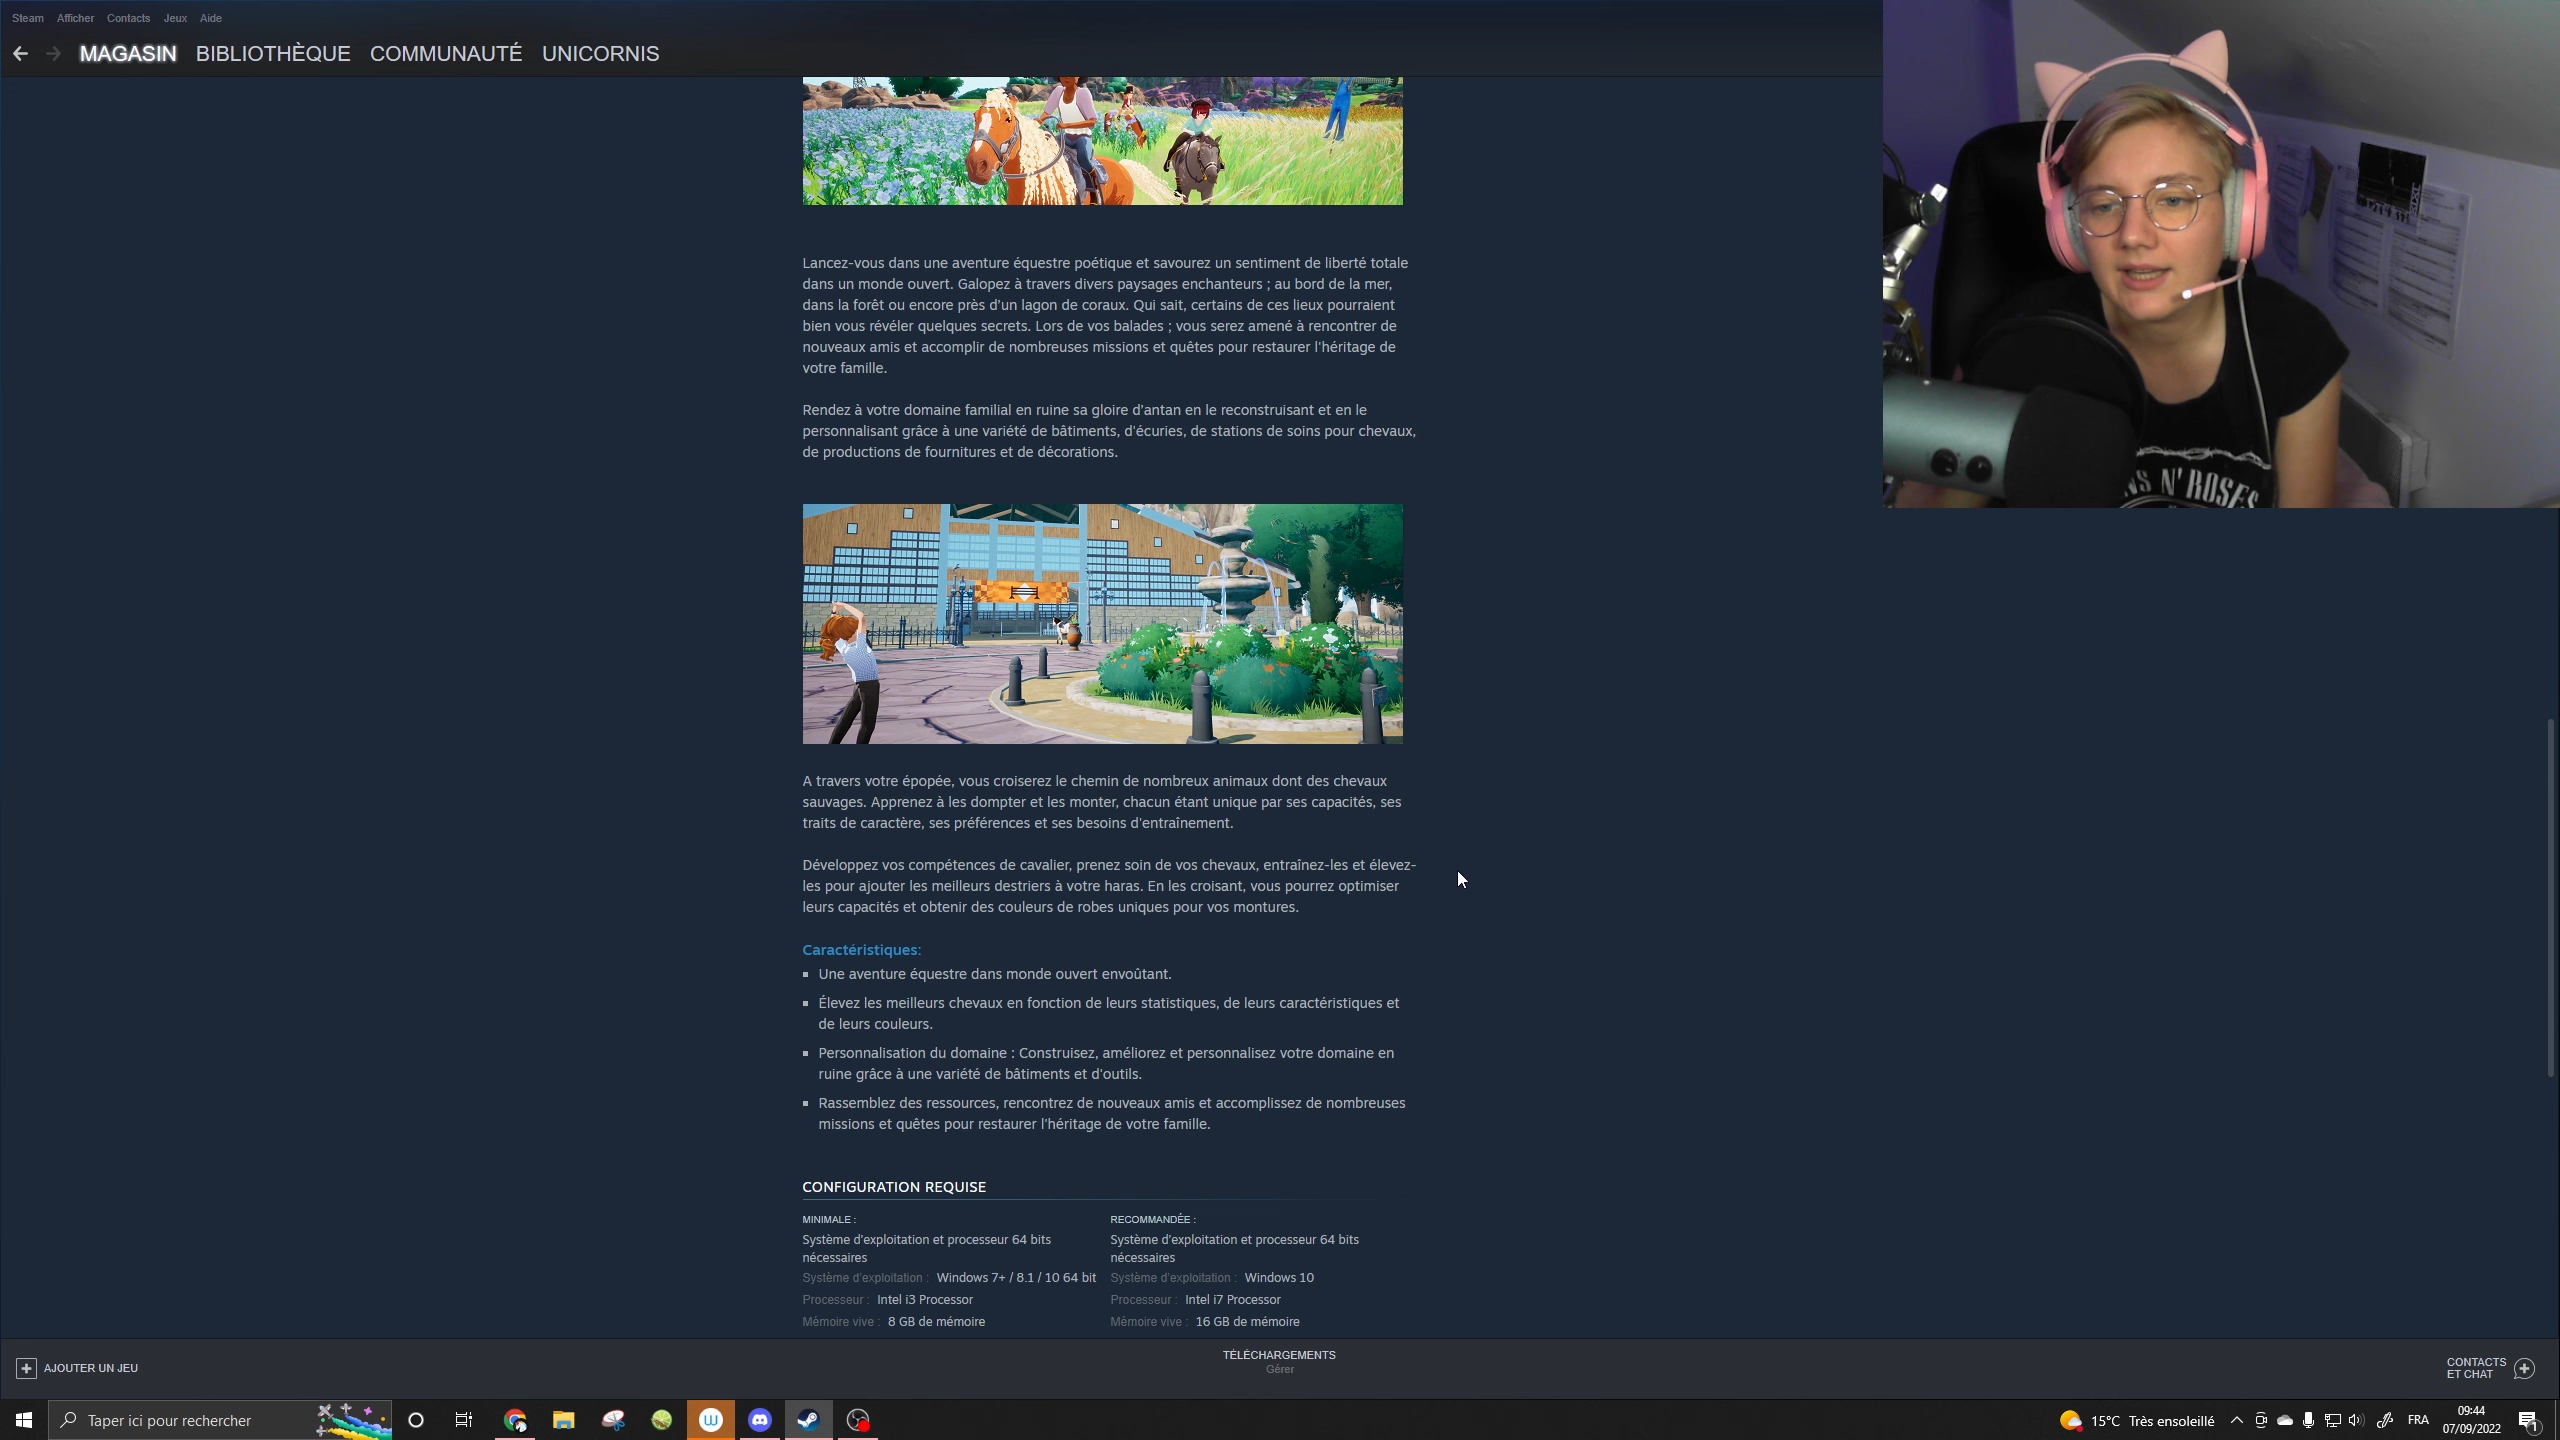 Steam Afficher Contacts Jeux Aide
MAGASIN BIBLIOTHÈQUE COMMUNAUTÉ UNICORNIS
Lancez-vous dans une aventure équestre poétique et savourez un sentiment de liberté totale
dans un monde ouvert. Galopez à travers divers paysages enchanteurs ; au bord de la mer,
dans la forêt ou encore près d'un lagon de coraux. Qui sait, certains de ces lieux pourraient
bien vous révéler quelques secrets. Lors de vos balades ; vous serez amené à rencontrer de
nouveaux amis et accomplir de nombreuses missions et quêtes pour restaurer l'héritage de
votre famille.
Rendez à votre domaine familial en ruine sa gloire d'antan en le reconstruisant et en le
personnalisant grâce à une variété de bâtiments, d'écuries, de stations de soins pour chevaux,
de productions de fournitures et de décorations.
N' ROSES
A travers votre épopée, vous croiserez le chemin de nombreux animaux dont des chevaux
sauvages. Apprenez à les dompter et les monter, chacun étant unique par ses capacités, ses
traits de caractère, ses préférences et ses besoins d'entraînement.
Développez vos compétences de cavalier, prenez soin de vos chevaux, entraînez-les et élevez-
les pour ajouter les meilleurs destriers à votre haras. En les croisant, vous pourrez optimiser
leurs capacités et obtenir des couleurs de robes uniques pour vos montures.
Caractéristiques:
Une aventure équestre dans monde ouvert envoûtant.
Élevez les meilleurs chevaux en fonction de leurs statistiques, de leurs caractéristiques et
de leurs couleurs.
Personnalisation du domaine : Construisez, améliorez et personnalisez votre domaine en
ruine grâce à une variété de bâtiments et d'outils.
Rassemblez des ressources, rencontrez de nouveaux amis et accomplissez de nombreuses
missions et quêtes pour restaurer l'héritage de votre famille.
CONFIGURATION REQUISE
MINIMALE :
Système d'exploitation et processeur 64 bits
nécessaires
Système d'exploitation : Windows 7+ / 8.1 / 10 64 bit
Processeur : Intel i3 Processor
Mémoire vive : 8 GB de mémoire
RECOMMANDÉE :
Système d'exploitation et processeur 64 bits
nécessaires
Système d'exploitation : Windows 10
Processeur : Intel i7 Processor
Mémoire vive : 16 GB de mémoire
AJOUTER UN JEU
TÉLÉCHARGEMENTS
Gérer
CONTACTS
ET CHAT
Taper ici pour rechercher
15°C Très ensoleillé
FRA
09:44
07/09/2022
1